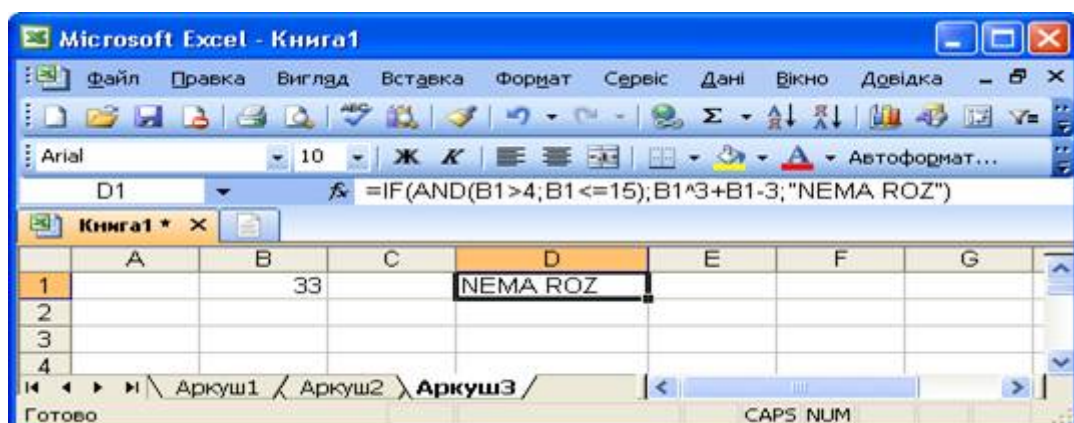 Microsoft Excel - Книга1
Файл Правка Вигляд Вставка Формат Сервіс Дані Вікно Довідка
Arial 10 Ж К Автоформат...
D1 fx =IF(AND(B1>4;B1<=15);B1^3+B1-3;"NEMA ROZ")
Книга1 *
A B C D E F G
1 33 NEMA ROZ
2
3
4
Аркуш1 Аркуш2 Аркуш3
Готово CAPS NUM